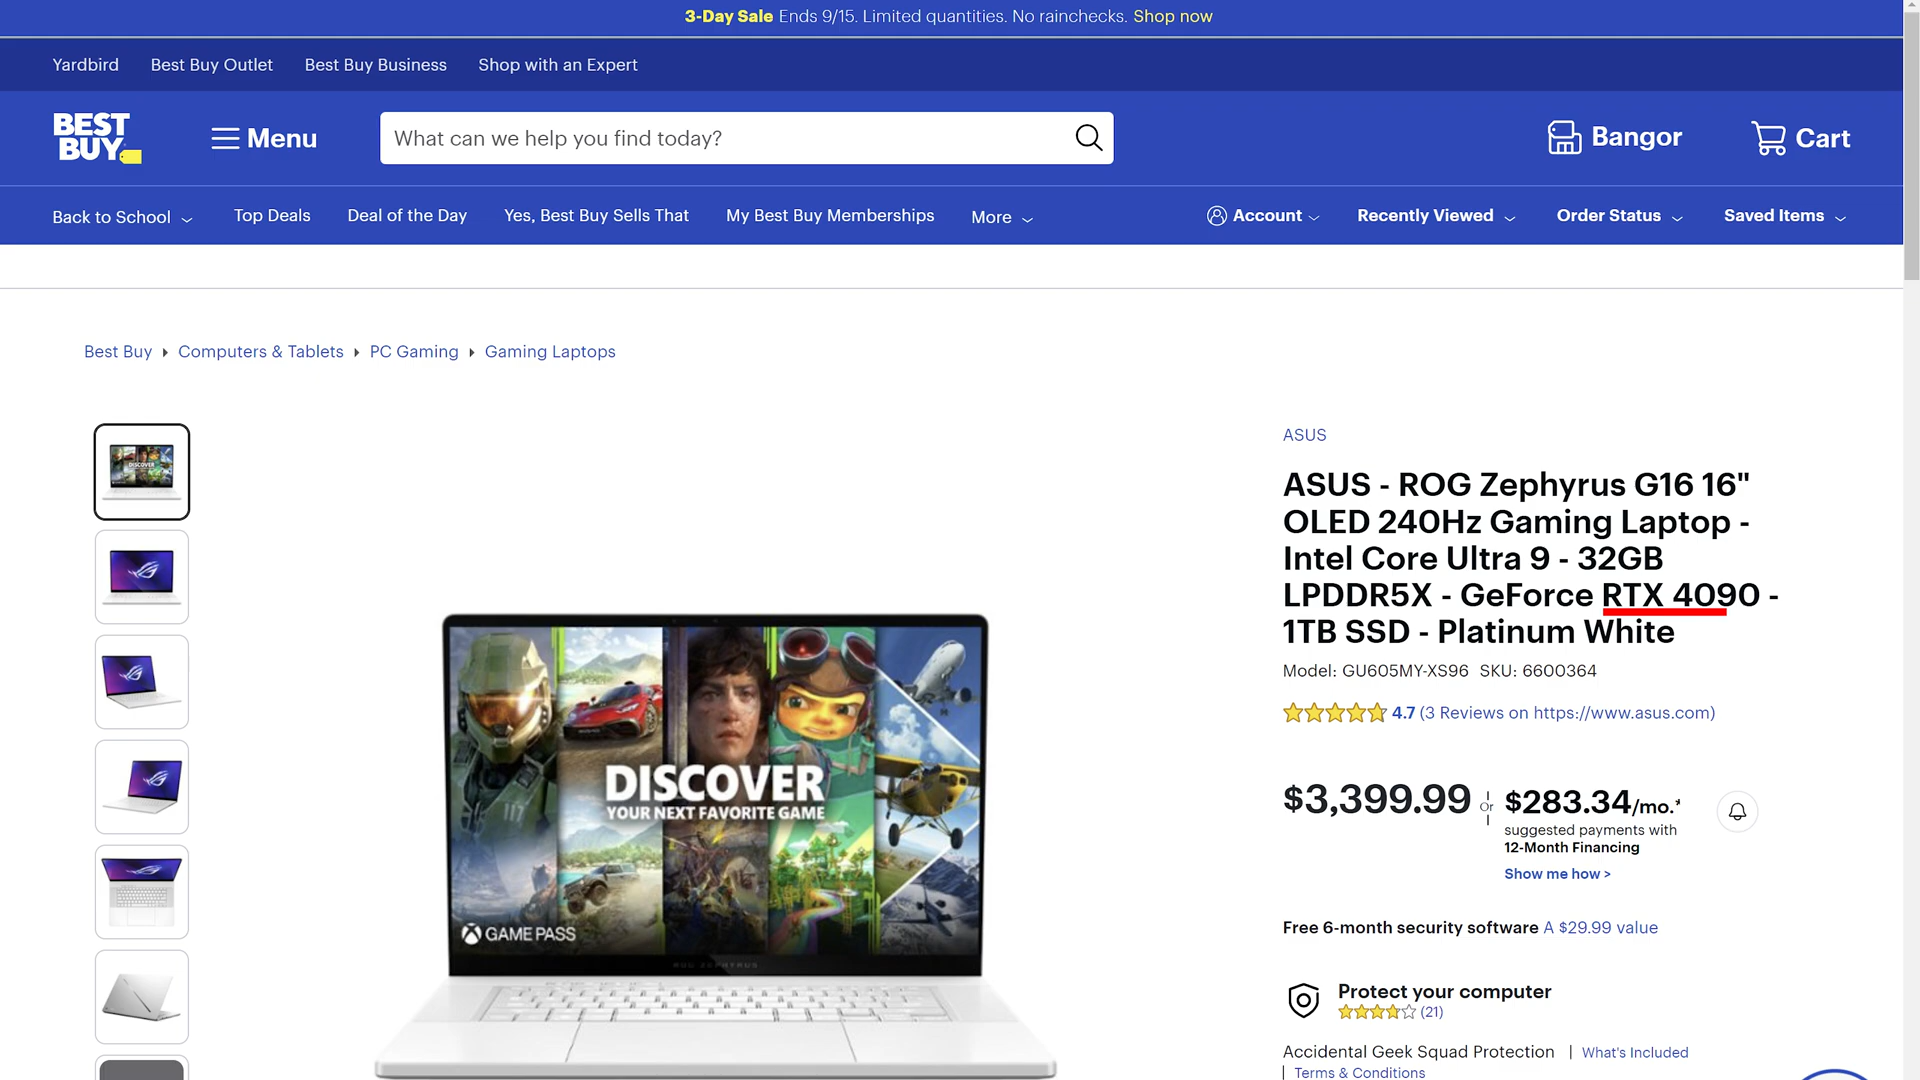 3-Day Sale Ends 9/15. Limited quantities. No rainchecks. Shop now
Yardbird Best Buy Outlet Best Buy Business Shop with an Expert
BEST BUY
Menu
What can we help you find today?
Bangor
Cart
Back to School Top Deals Deal of the Day Yes, Best Buy Sells That My Best Buy Memberships More
Account Recently Viewed Order Status Saved Items
Best Buy Computers & Tablets PC Gaming Gaming Laptops
ASUS
ASUS - ROG Zephyrus G16 16"
OLED 240Hz Gaming Laptop -
Intel Core Ultra 9 - 32GB
LPDDR5X - GeForce RTX 4090 -
1TB SSD - Platinum White
Model: GU605MY-XS96 SKU: 6600364
4.7 (3 Reviews on https://www.asus.com)
$3,399.99 or $283.34/mo.*
suggested payments with
12-Month Financing
Show me how >
Free 6-month security software A $29.99 value
Protect your computer
(21)
Accidental Geek Squad Protection | What's Included
| Terms & Conditions
DISCOVER
YOUR NEXT FAVORITE GAME
117
GAME PASS
ROG ZEPHYRUS